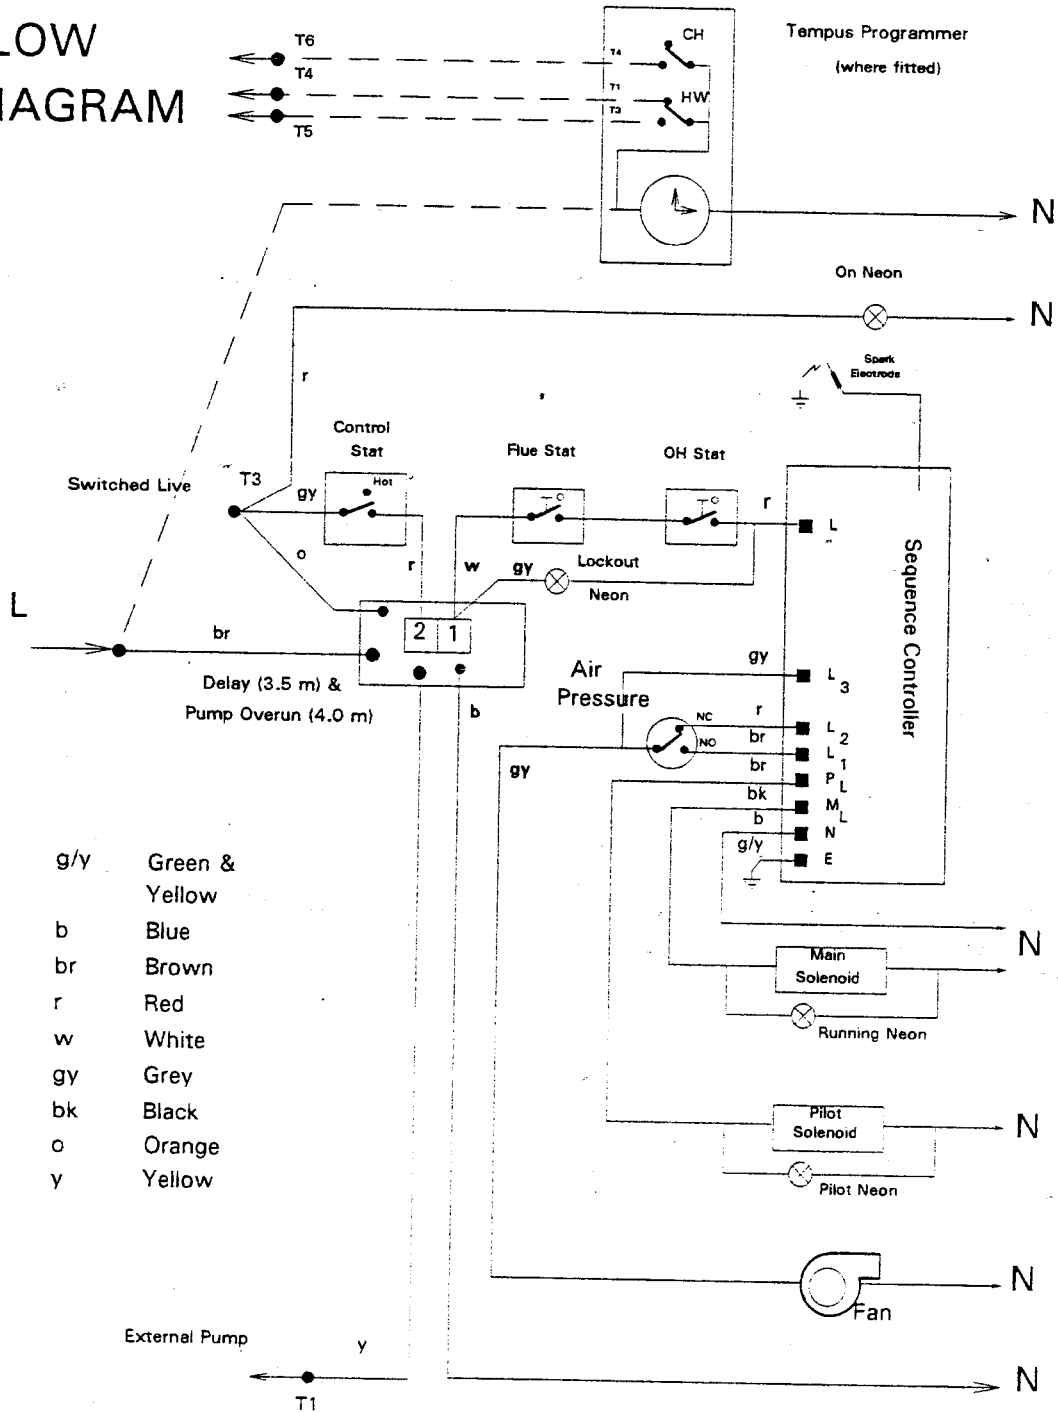 LOW
IAGRAM
T6
T4
T5
T4
CH
T1
HW
T3
Tempus Programmer
(where fitted)
N
On Neon
N
Spark
Electrode
r
Control
Stat
Hot
Flue Stat
OH Stat
Switched Live
T3
gy
r
L
o
r
w
gy
Lockout
Neon
Sequence Controller
L
br
2
1
Delay (3.5 m) &
Pump Overun (4.0 m)
b
Air
Pressure
gy
L3
NC
r
L2
NO
br
L1
gy
br
PL
bk
ML
b
N
g/y
E
g/y Green &
Yellow
b Blue
br Brown
r Red
w White
gy Grey
bk Black
o Orange
y Yellow
N
Main
Solenoid
Running Neon
Pilot
Solenoid
N
Pilot Neon
N
Fan
External Pump
y
T1
N